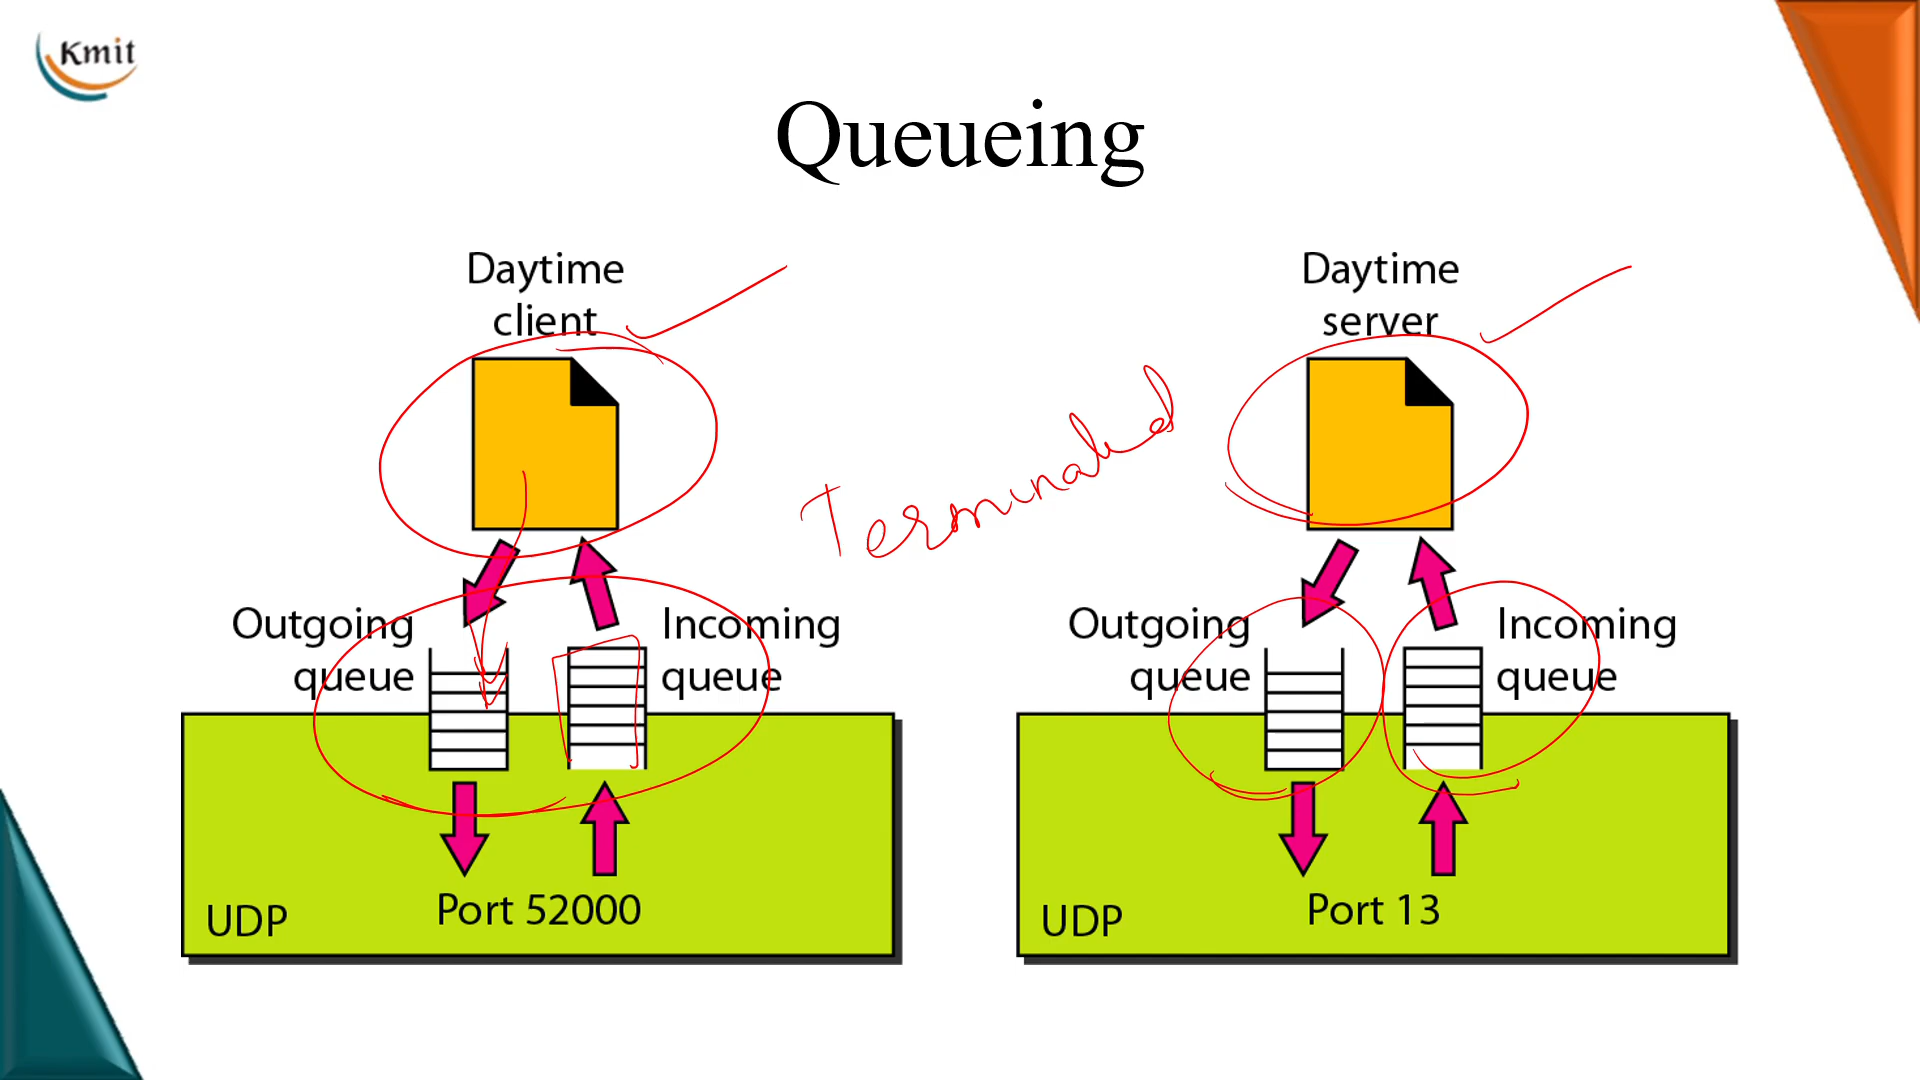 Kmit
Queueing
Daytime
client
Daytime
server
Terminated
Outgoing
queue
Incoming
queue
Outgoing
queue
Incoming
queue
Port 52000
UDP
Port 13
UDP